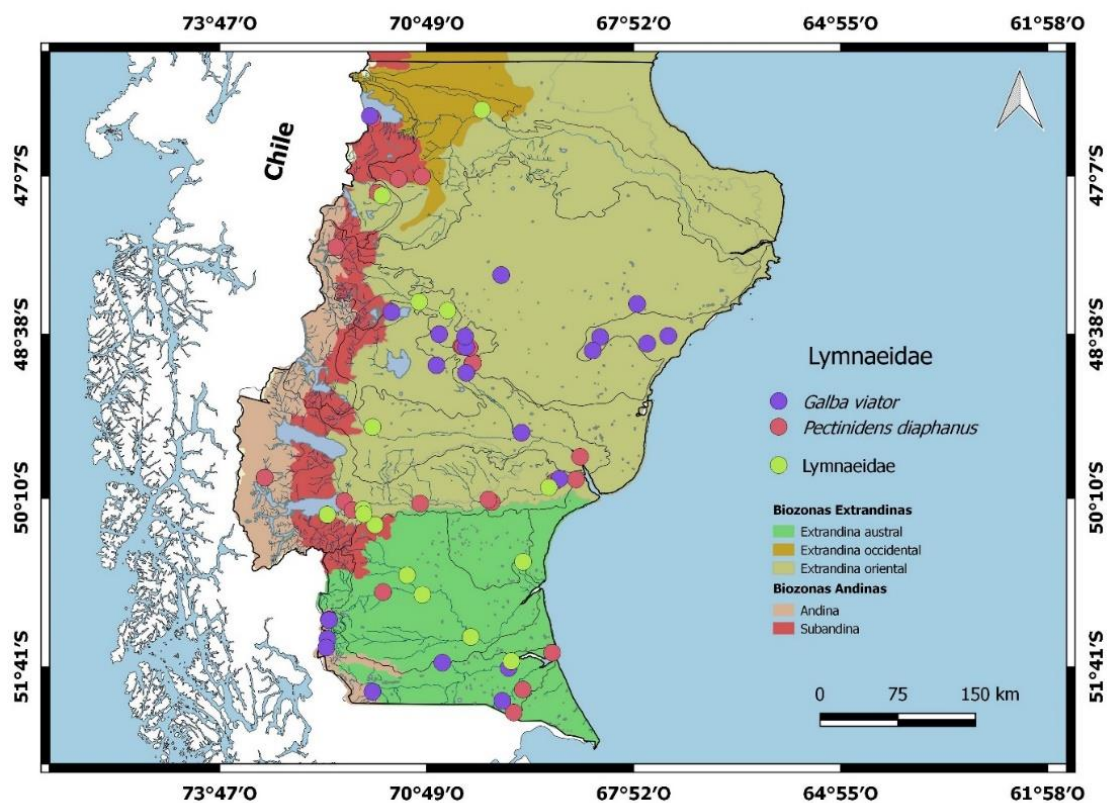 73°47'O 70°49'O 67°52'O 64°55'O 61°58'O
Chile
47°7'S 47°7'S
48°38'S 48°38'S
50°10'S 50°10'S
51°41'S 51°41'S
Lymnaeidae
Galba viator
Pectinidens diaphanus
Lymnaeidae
Biozonas Extrandinas
Extrandina austral
Extrandina occidental
Extrandina oriental
Biozonas Andinas
Andina
Subandina
0 75 150 km
73°47'O 70°49'O 67°52'O 64°55'O 61°58'O